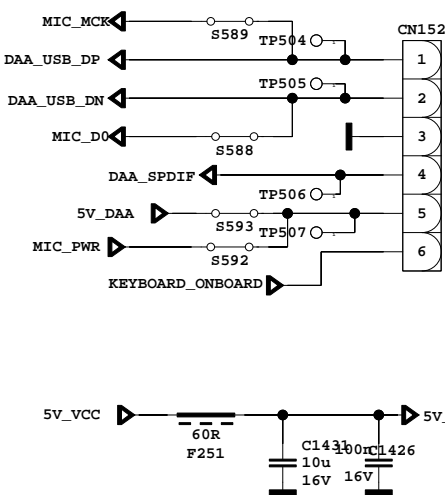 MIC_MCK
S589
TP504
CN152
DAA_USB_DP
1
TP505
DAA_USB_DN
2
MIC_D0
S588
3
DAA_SPDIF
4
TP506
5V_DAA
S593
5
TP507
MIC_PWR
S592
6
KEYBOARD_ONBOARD
5V_VCC
5V_
60R
F251
C1431
10u
16V
100n
C1426
16V